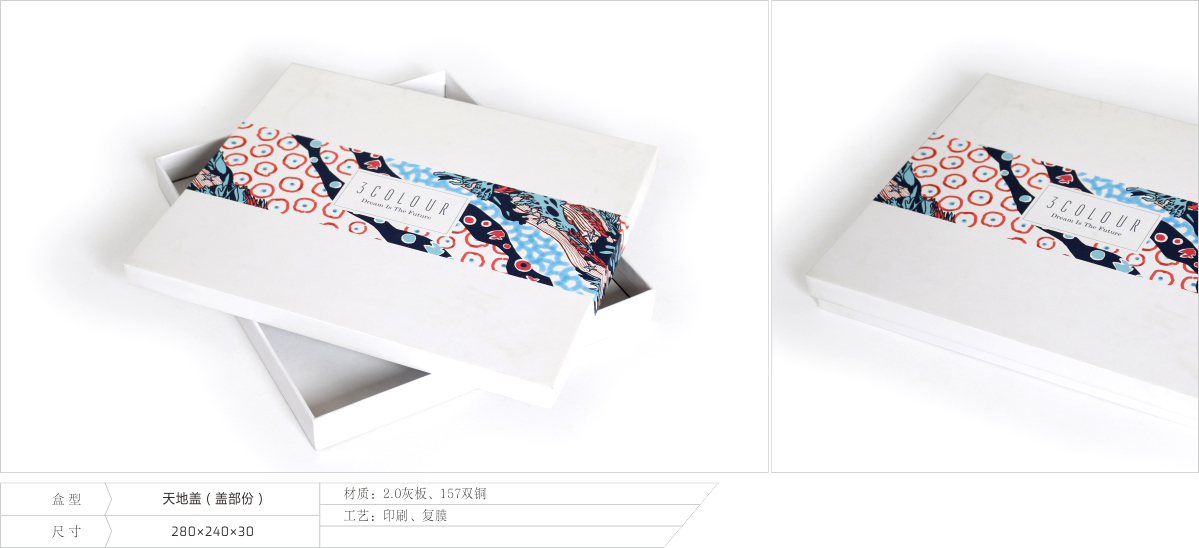 3COLOUR
Dream Is The Future
3COLOUR
Dream Is The Future
盒型
天地盖（盖部份）
尺寸
280×240×30
材质：2.0灰板、157双铜
工艺：印刷、复膜